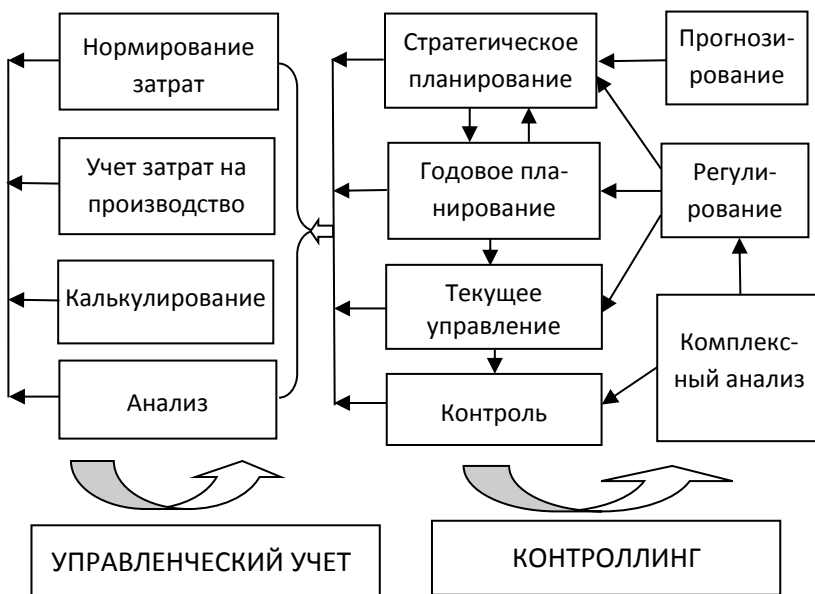 Нормирование
затрат
Учет затрат на
производство
Калькулирование
Анализ
УПРАВЛЕНЧЕСКИЙ УЧЕТ
Стратегическое
планирование
Годовое пла-
нирование
Текущее
управление
Контроль
Прогнози-
рование
Регули-
рование
Комплекс-
ный анализ
КОНТРОЛЛИНГ